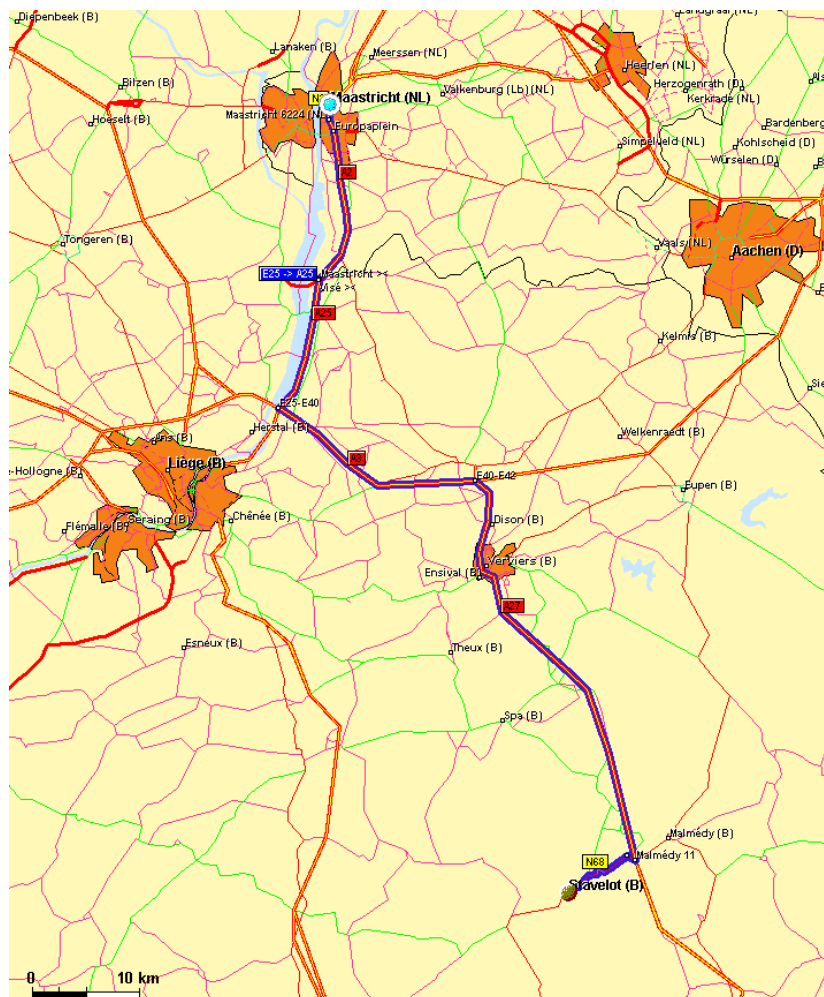 Diepenbeek (B)
Landgraaf (NL)
Lanaken (B)
Meerssen (NL)
Heerlen (NL)
Bilzen (B)
Valkenburg (Lb) (NL)
Herzogenrath (D)
Maastricht (NL)
Kerkrade (NL)
Hoeselt (B)
Maastricht 6224 (NL
Europaplein
Bardenberg
Simpelveld (NL)
Kohlscheid (D)
Würselen (D)
A2
Tongeren (B)
Vaals (NL)
Aachen (D)
E25 -> A25
Maastricht ><
Visé ><
A25
Kelmis (B)
Sie
E25-E40
Herstal (B)
Welkenraedt (B)
Ans (B)
A3
Liège (B)
e-Hollogne (B)
E40-E42
Eupen (B)
Seraing (B)
Chênée (B)
Flémalle (B)
Dison (B)
Verviers (B)
Ensival (B)
A27
Esneux (B)
Theux (B)
Spa (B)
Malmédy (B)
N68
Malmédy 11
Stavelot (B)
0 10 km